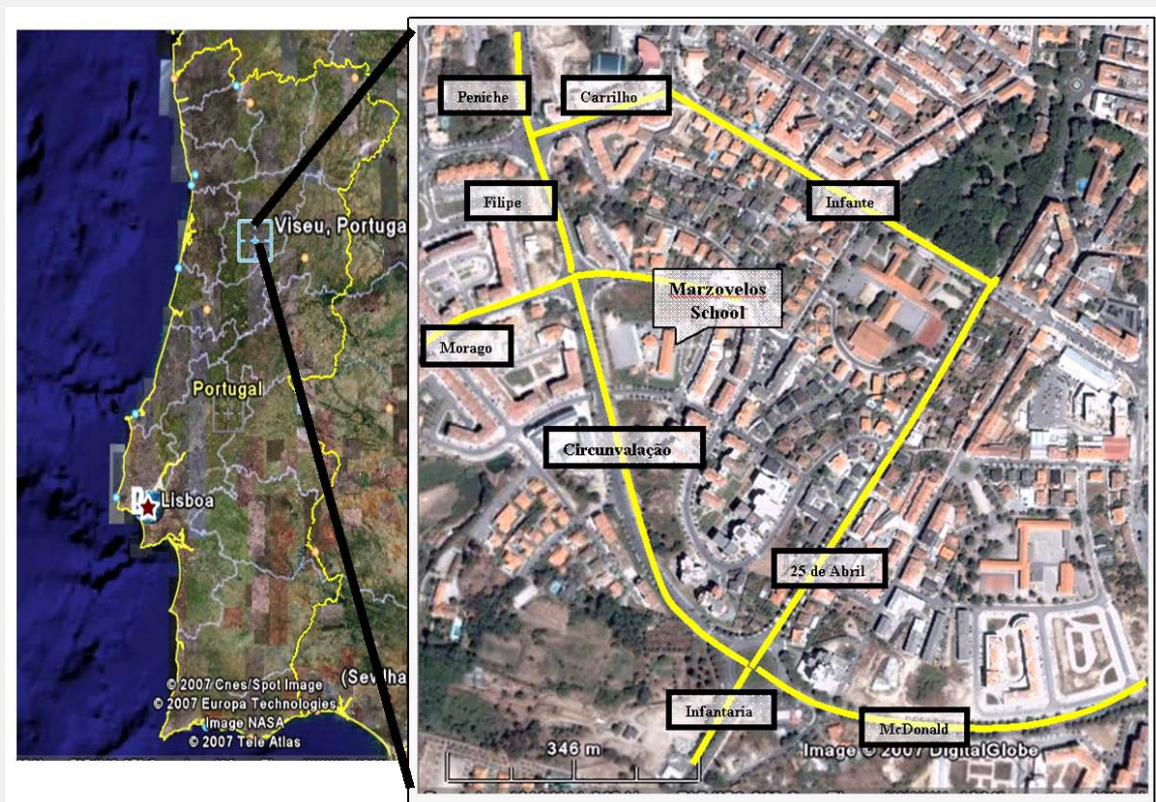 Viseu, Portuga
Portugal
Lisboa
(Sevilha
© 2007 Cnes/Spot Image
© 2007 Europa Technologies
Image NASA
© 2007 Tele Atlas
Peniche
Carrilho
Filipe
Infante
Marzovelos
School
Morago
Circunvalação
25 de Abril
Infantaria
McDonald
346 m
Image © 2007 DigitalGlobe